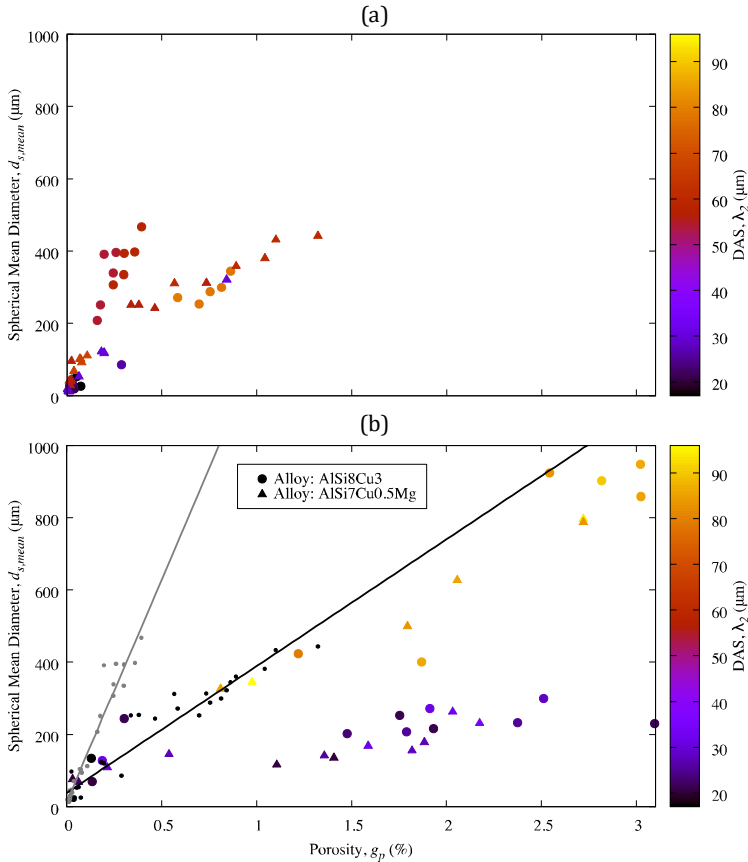 (a)
1000
800
600
400
200
0
Spherical Mean Diameter, d_s,mean (μm)
90
80
70
60
50
40
30
20
DAS, λ₂ (μm)
(b)
1000
800
600
400
200
0
Spherical Mean Diameter, d_s,mean (μm)
Alloy: AlSi8Cu3
Alloy: AlSi7Cu0.5Mg
90
80
70
60
50
40
30
20
DAS, λ₂ (μm)
0 0.5 1 1.5 2 2.5 3
Porosity, g_p (%)